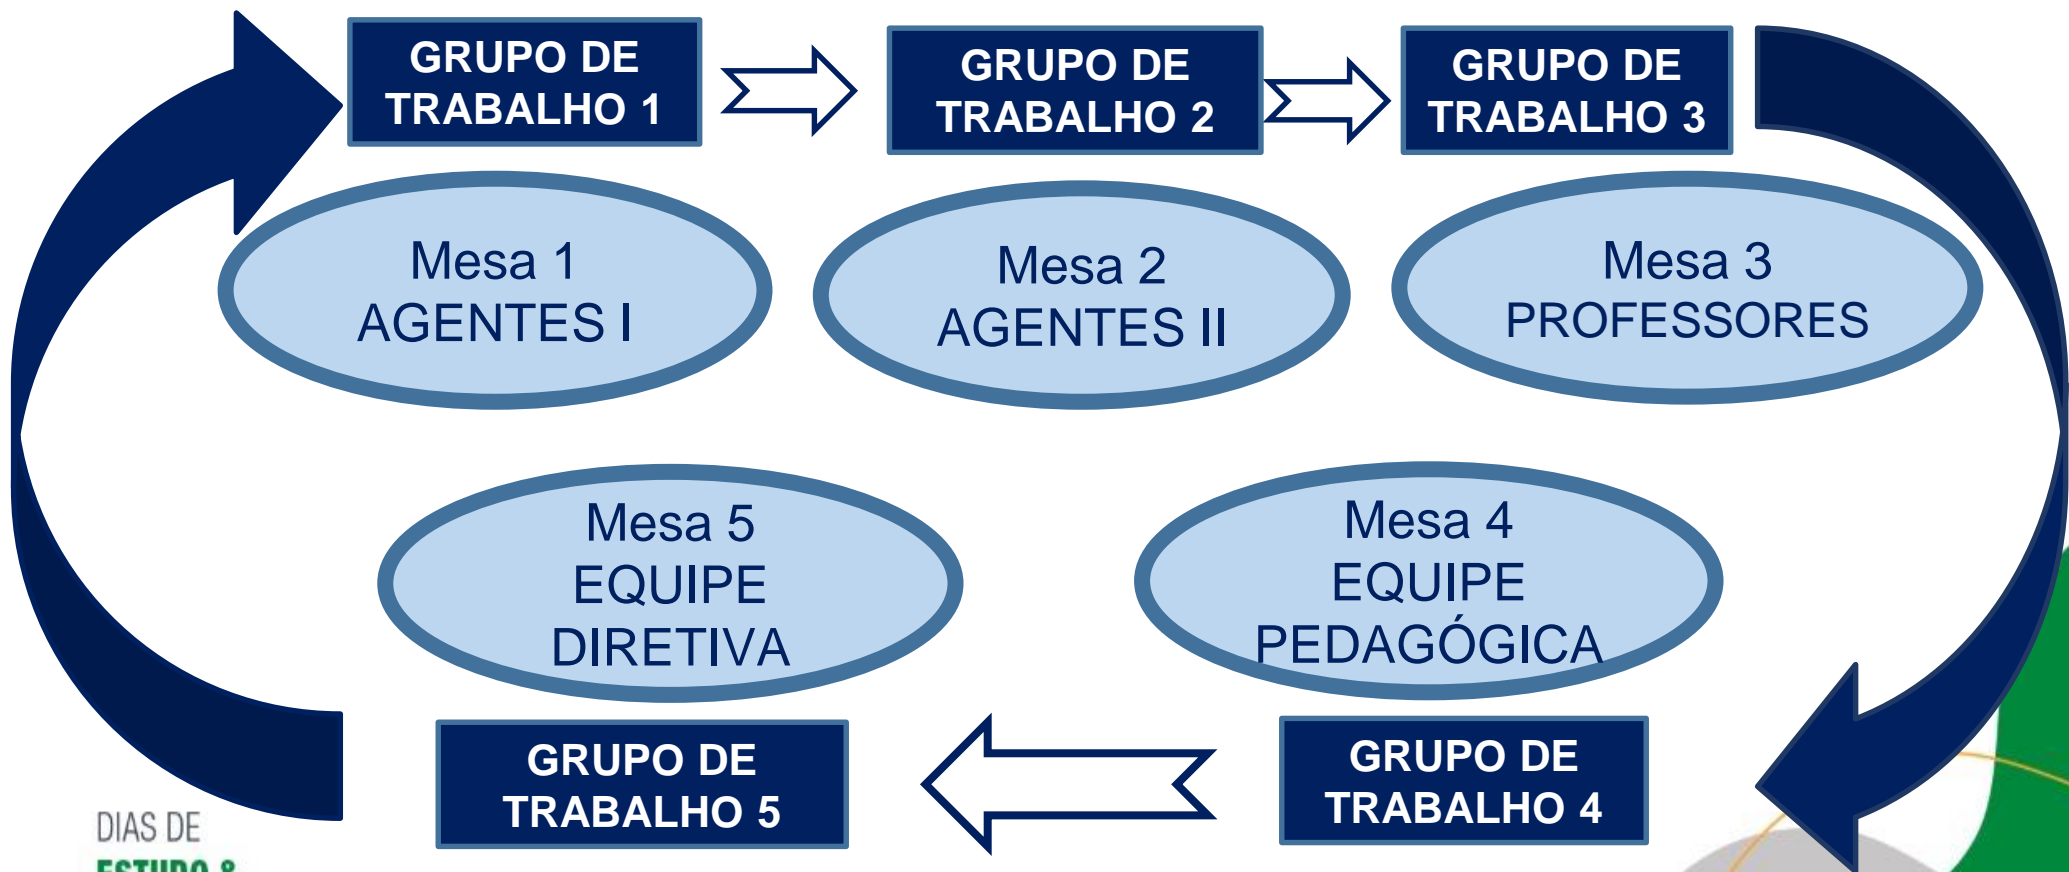 GRUPO DE
TRABALHO 1
GRUPO DE
TRABALHO 2
GRUPO DE
TRABALHO 3
Mesa 1
AGENTES I
Mesa 2
AGENTES II
Mesa 3
PROFESSORES
Mesa 5
EQUIPE
DIRETIVA
Mesa 4
EQUIPE
PEDAGÓGICA
GRUPO DE
TRABALHO 5
GRUPO DE
TRABALHO 4
DIAS DE
ESTUDO &